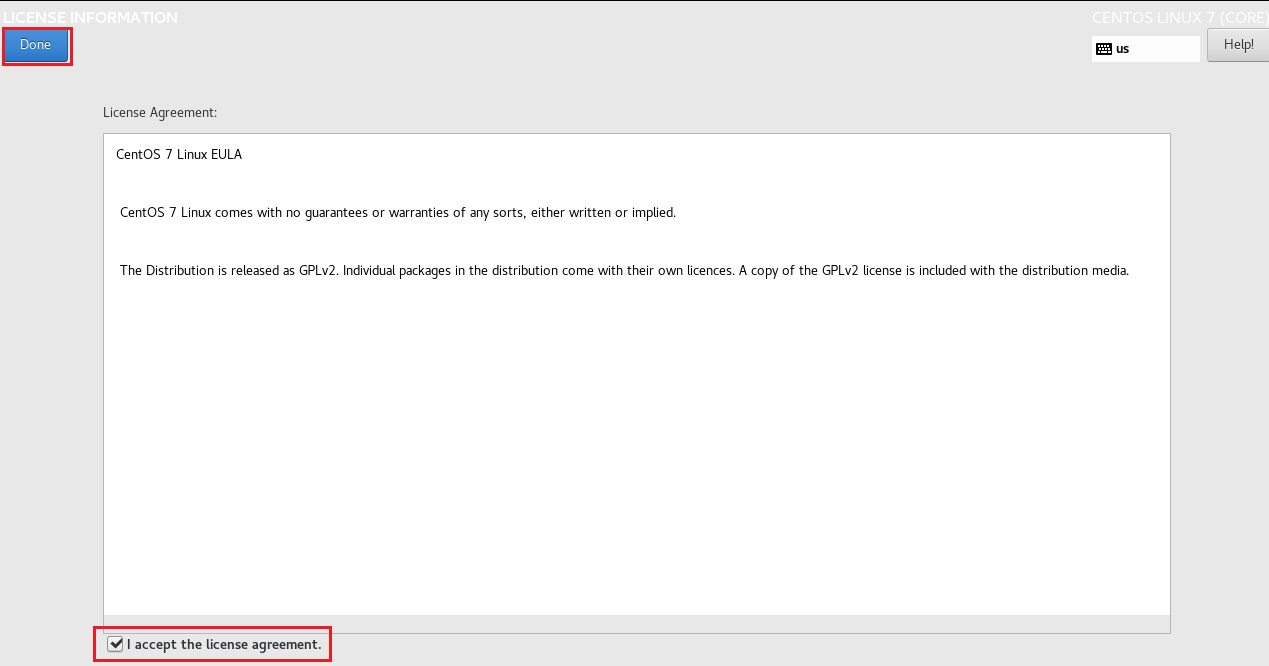 LICENSE INFORMATION
CENTOS LINUX 7 (CORE)
Done
us
Help!
License Agreement:
CentOS 7 Linux EULA
CentOS 7 Linux comes with no guarantees or warranties of any sorts, either written or implied.
The Distribution is released as GPLv2. Individual packages in the distribution come with their own licences. A copy of the GPLv2 license is included with the distribution media.
I accept the license agreement.